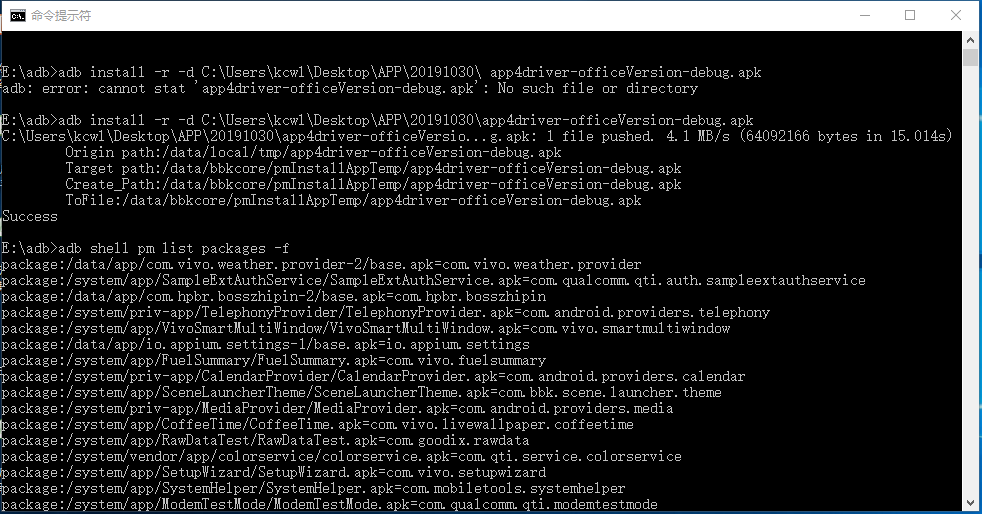 命令提示符
E:\adb>adb install -r -d C:\Users\kcwl\Desktop\APP\20191030\ app4driver-officeVersion-debug.apk
adb: error: cannot stat 'app4driver-officeVersion-debug.apk': No such file or directory
E:\adb>adb install -r -d C:\Users\kcwl\Desktop\APP\20191030\app4driver-officeVersion-debug.apk
C:\Users\kcwl\Desktop\APP\20191030\app4driver-officeVersio...g.apk: 1 file pushed. 4.1 MB/s (64092166 bytes in 15.014s)
Origin path:/data/local/tmp/app4driver-officeVersion-debug.apk
Target path:/data/bbkcore/pmInstallAppTemp/app4driver-officeVersion-debug.apk
Create_Path:/data/bbkcore/pmInstallAppTemp/app4driver-officeVersion-debug.apk
ToFile:/data/bbkcore/pmInstallAppTemp/app4driver-officeVersion-debug.apk
Success
E:\adb>adb shell pm list packages -f
package:/data/app/com.vivo.weather.provider-2/base.apk=com.vivo.weather.provider
package:/system/app/SampleExtAuthService/SampleExtAuthService.apk=com.qualcomm.qti.auth.sampleextauthservice
package:/data/app/com.hpbr.bosszhipin-2/base.apk=com.hpbr.bosszhipin
package:/system/priv-app/TelephonyProvider/TelephonyProvider.apk=com.android.providers.telephony
package:/system/app/VivoSmartMultiWindow/VivoSmartMultiWindow.apk=com.vivo.smartmultiwindow
package:/data/app/io.appium.settings-1/base.apk=io.appium.settings
package:/system/app/FuelSummary/FuelSummary.apk=com.vivo.fuelsummary
package:/system/priv-app/CalendarProvider/CalendarProvider.apk=com.android.providers.calendar
package:/system/app/SceneLauncherTheme/SceneLauncherTheme.apk=com.bbk.scene.launcher.theme
package:/system/priv-app/MediaProvider/MediaProvider.apk=com.android.providers.media
package:/system/app/CoffeeTime/CoffeeTime.apk=com.vivo.livewallpaper.coffeetime
package:/system/app/RawDataTest/RawDataTest.apk=com.goodix.rawdata
package:/system/vendor/app/colorservice/colorservice.apk=com.qti.service.colorservice
package:/system/app/SetupWizard/SetupWizard.apk=com.vivo.setupwizard
package:/system/app/SystemHelper/SystemHelper.apk=com.mobiletools.systemhelper
package:/system/app/ModemTestMode/ModemTestMode.apk=com.qualcomm.qti.modemtestmode